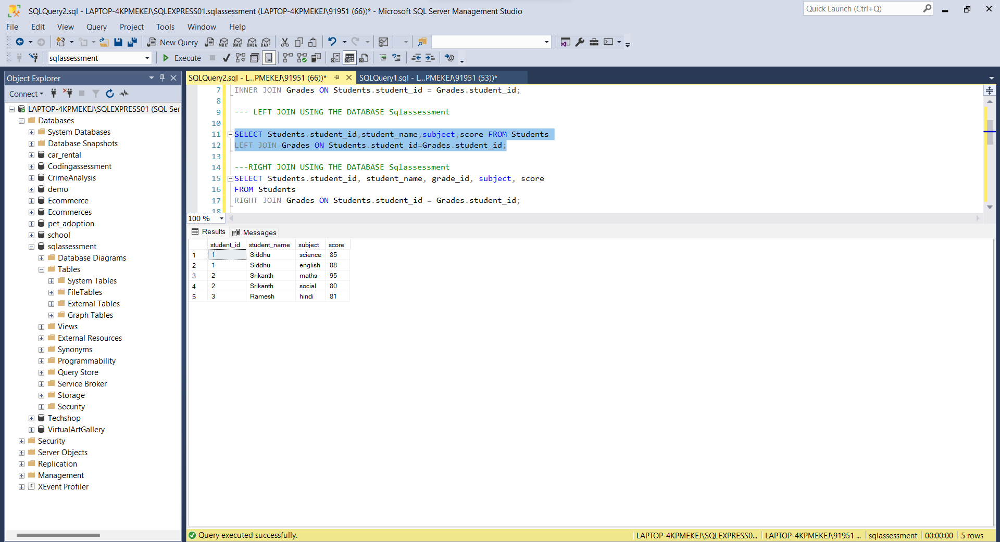 SQLQuery2.sql - LAPTOP-4KPMEKEJ\SQLEXPRESS01.sqlassessment (LAPTOP-4KPMEKEJ\91951 (66))* - Microsoft SQL Server Management Studio
Quick Launch (Ctrl+Q)
File Edit View Query Project Tools Window Help
New Query MDX DMX XMLA DAX
sqlassessment Execute
Object Explorer
Connect
LAPTOP-4KPMEKEJ\SQLEXPRESS01 (SQL Ser
Databases
System Databases
Database Snapshots
car_rental
Codingassessment
CrimeAnalysis
demo
Ecommerce
Ecommerces
pet_adoption
school
sqlassessment
Database Diagrams
Tables
System Tables
FileTables
External Tables
Graph Tables
Views
External Resources
Synonyms
Programmability
Query Store
Service Broker
Storage
Security
Techshop
VirtualArtGallery
Security
Server Objects
Replication
Management
XEvent Profiler
SQLQuery2.sql - L...PMEKEJ\91951 (66))* SQLQuery1.sql - L...PMEKEJ\91951 (53))*
7 INNER JOIN Grades ON Students.student_id = Grades.student_id;
8
9 --- LEFT JOIN USING THE DATABASE Sqlassessment
10
11 SELECT Students.student_id,student_name,subject,score FROM Students
12 LEFT JOIN Grades ON Students.student_id=Grades.student_id;
13
14 ---RIGHT JOIN USING THE DATABASE Sqlassessment
15 SELECT Students.student_id, student_name, grade_id, subject, score
16 FROM Students
17 RIGHT JOIN Grades ON Students.student_id = Grades.student_id;
18
100 %
Results Messages
student_id student_name subject score
1 1 Siddhu science 85
2 1 Siddhu english 88
3 2 Srikanth maths 95
4 2 Srikanth social 80
5 3 Ramesh hindi 81
Query executed successfully. LAPTOP-4KPMEKEJ\SQLEXPRESS0... LAPTOP-4KPMEKEJ\91951 ... sqlassessment 00:00:00 5 rows